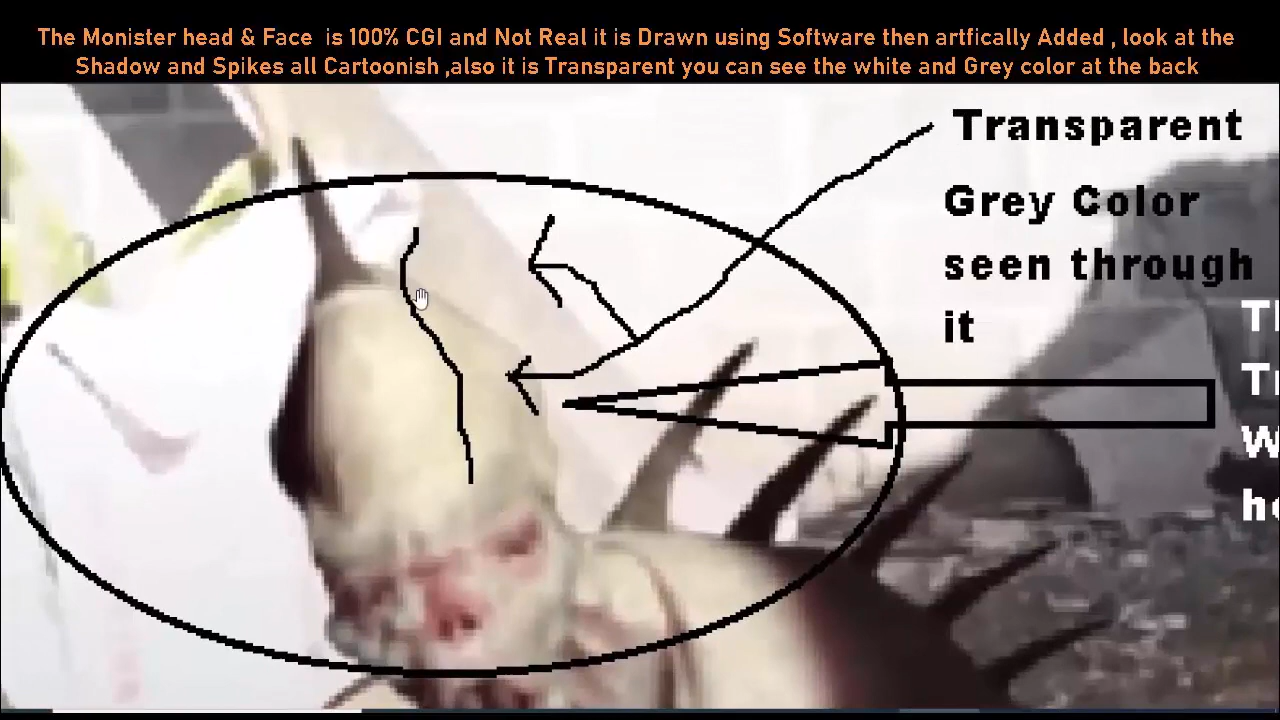 The Monister head & Face is 100% CGI and Not Real it is Drawn using Software then artfically Added , look at the
Shadow and Spikes all Cartoonish ,also it is Transparent you can see the white and Grey color at the back
Transparent
Grey Color
seen through
it